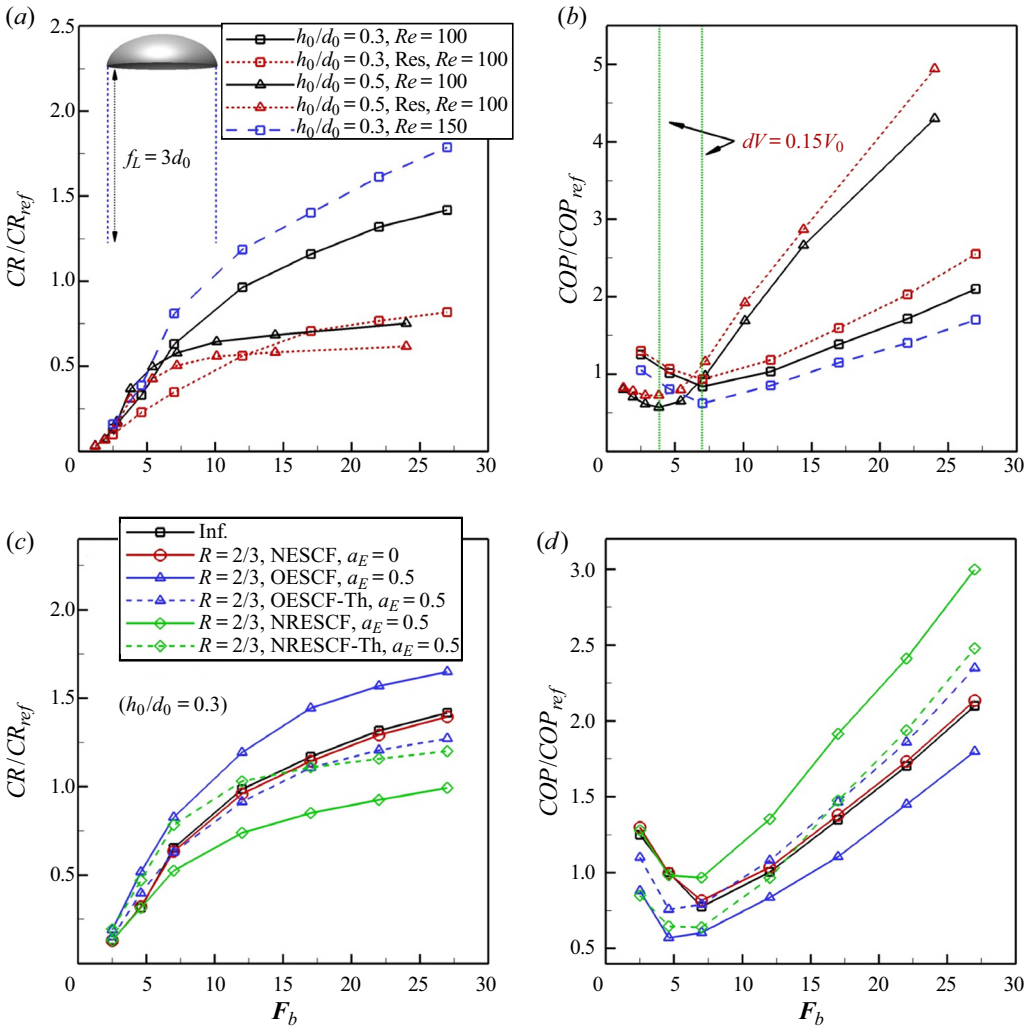 (a)
2.5
2.0
1.5
1.0
0.5
0
5
10
15
20
25
30
CR/CR_ref
f_L = 3d_0
h_0/d_0 = 0.3, Re = 100
h_0/d_0 = 0.3, Res, Re = 100
h_0/d_0 = 0.5, Re = 100
h_0/d_0 = 0.5, Res, Re = 100
h_0/d_0 = 0.3, Re = 150
(b)
5
4
3
2
1
0
5
10
15
20
25
30
COP/COP_ref
dV = 0.15V_0
(c)
Inf.
R = 2/3, NESCF, a_E = 0
R = 2/3, OESCF, a_E = 0.5
R = 2/3, OESCF-Th, a_E = 0.5
R = 2/3, NRESCF, a_E = 0.5
R = 2/3, NRESCF-Th, a_E = 0.5
(h_0/d_0 = 0.3)
2.0
1.5
1.0
0.5
0
5
10
15
20
25
30
CR/CR_ref
F_b
(d)
3.0
2.5
2.0
1.5
1.0
0.5
0
5
10
15
20
25
30
COP/COP_ref
F_b